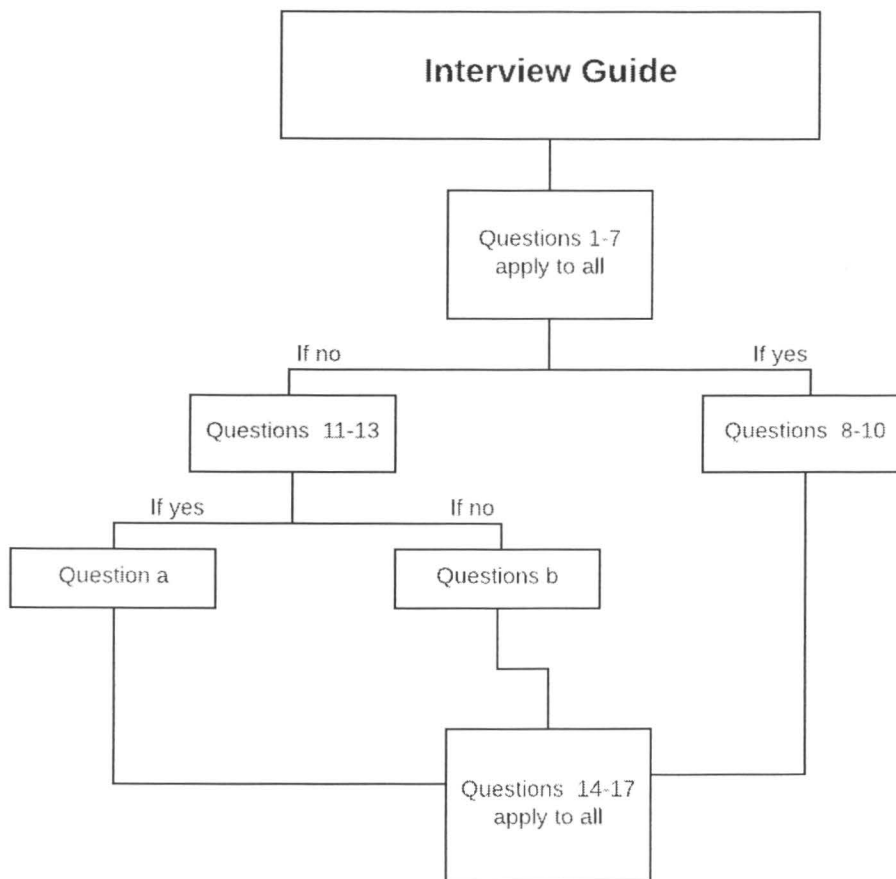 Interview Guide
Questions 1-7
apply to all
If no
If yes
Questions 11-13
Questions 8-10
If yes
If no
Question a
Questions b
Questions 14-17
apply to all